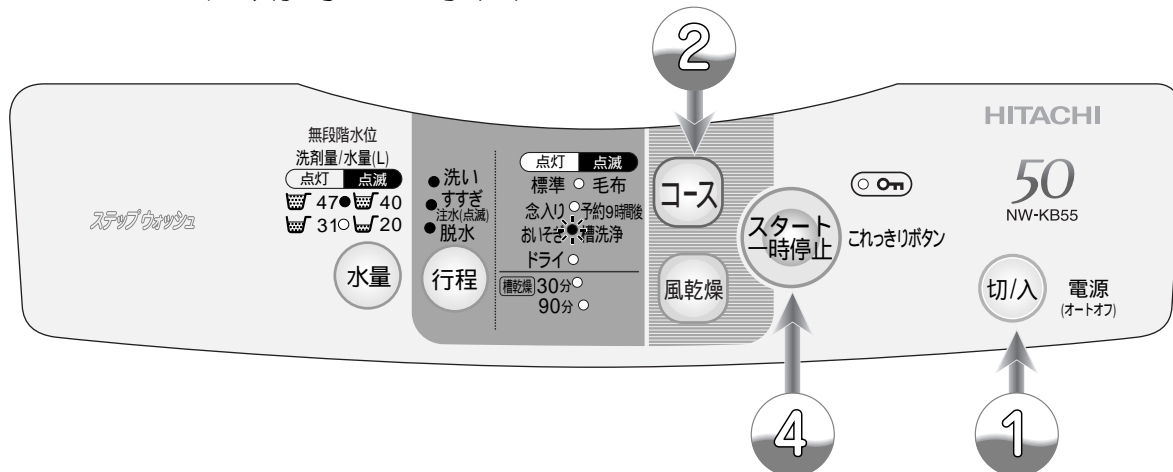 ②
HITACHI
無段階水位
洗剤量/水量(L)
点灯 点滅
47 40
31 20
水量
ステップウォッシュ
洗い
すすぎ
注水(点滅)
脱水
行程
点灯 点滅
標準 毛布
念入り 予約9時間後
おいそぎ 槽洗浄
ドライ
槽乾燥 30分
90分
コース
風乾燥
スタート
一時停止
これっきりボタン
50
NW-KB55
切/入
電源
(オートオフ)
④
①